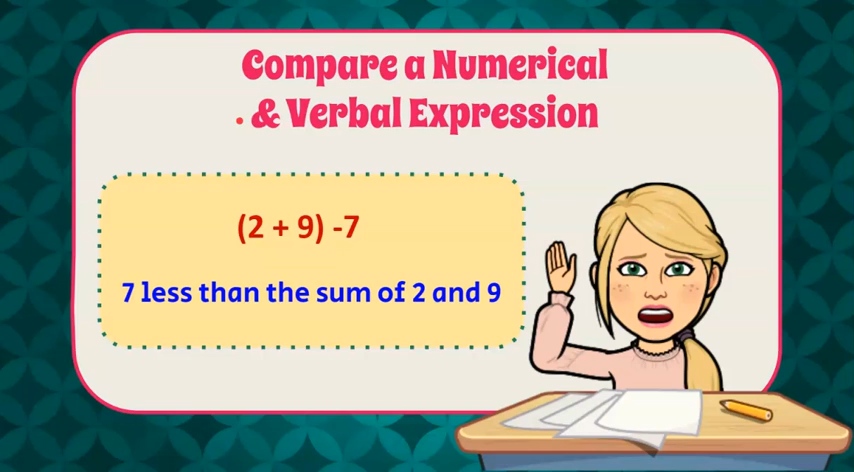 Compare a Numerical
& Verbal Expression
(2 + 9) -7
7 less than the sum of 2 and 9